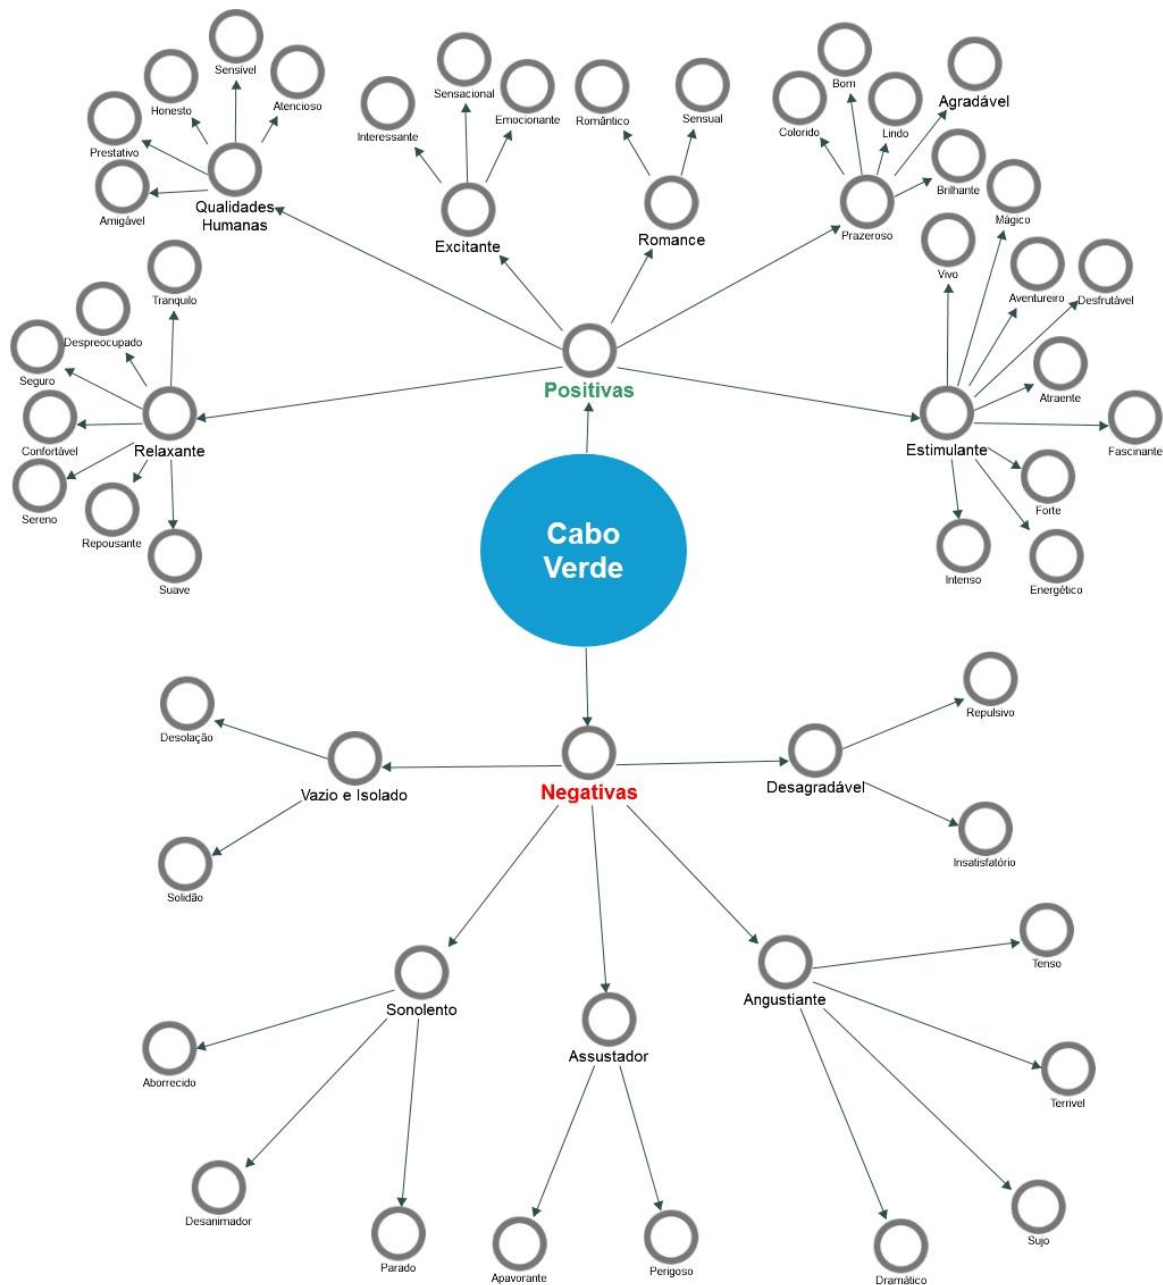 Sensível
Honesto
Atencioso
Prestativo
Amigável
Qualidades
Humanas
Sensacional
Interessante
Emocionante
Excitante
Romântico
Sensual
Romance
Bom
Colorido
Lindo
Agradável
Brilhante
Prazeroso
Mágico
Vivo
Aventureiro
Desfrutável
Atraente
Fascinante
Estimulante
Forte
Intenso
Energético
Tranquilo
Despreocupado
Seguro
Confortável
Relaxante
Sereno
Repousante
Suave
Positivas
Cabo
Verde
Negativas
Desolação
Vazio e Isolado
Solidão
Repulsivo
Desagradável
Insatisfatório
Sonolento
Aborrecido
Desanimador
Parado
Assustador
Apavorante
Perigoso
Angustiante
Tenso
Terrivel
Sujo
Dramático